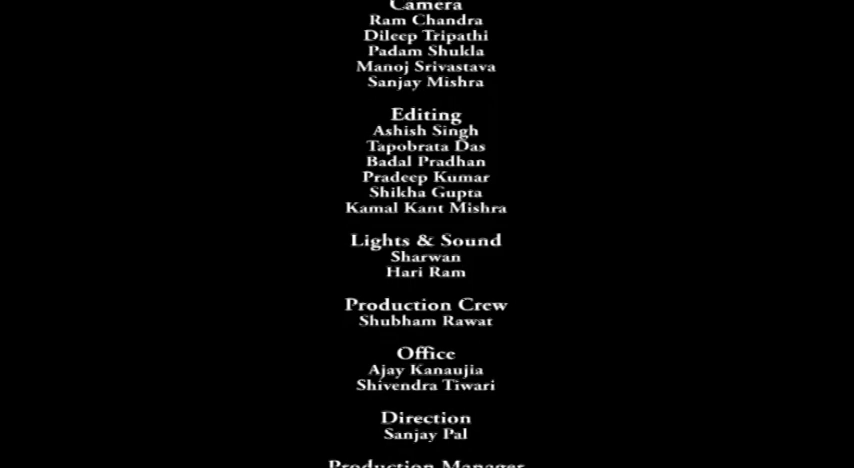 Camera
Ram Chandra
Dileep Tripathi
Padam Shukla
Manoj Srivastava
Sanjay Mishra
Editing
Ashish Singh
Tapobrata Das
Badal Pradhan
Pradeep Kumar
Shikha Gupta
Kamal Kant Mishra
Lights & Sound
Sharwan
Hari Ram
Production Crew
Shubham Rawat
Office
Ajay Kanaujia
Shivendra Tiwari
Direction
Sanjay Pal
Production Manager